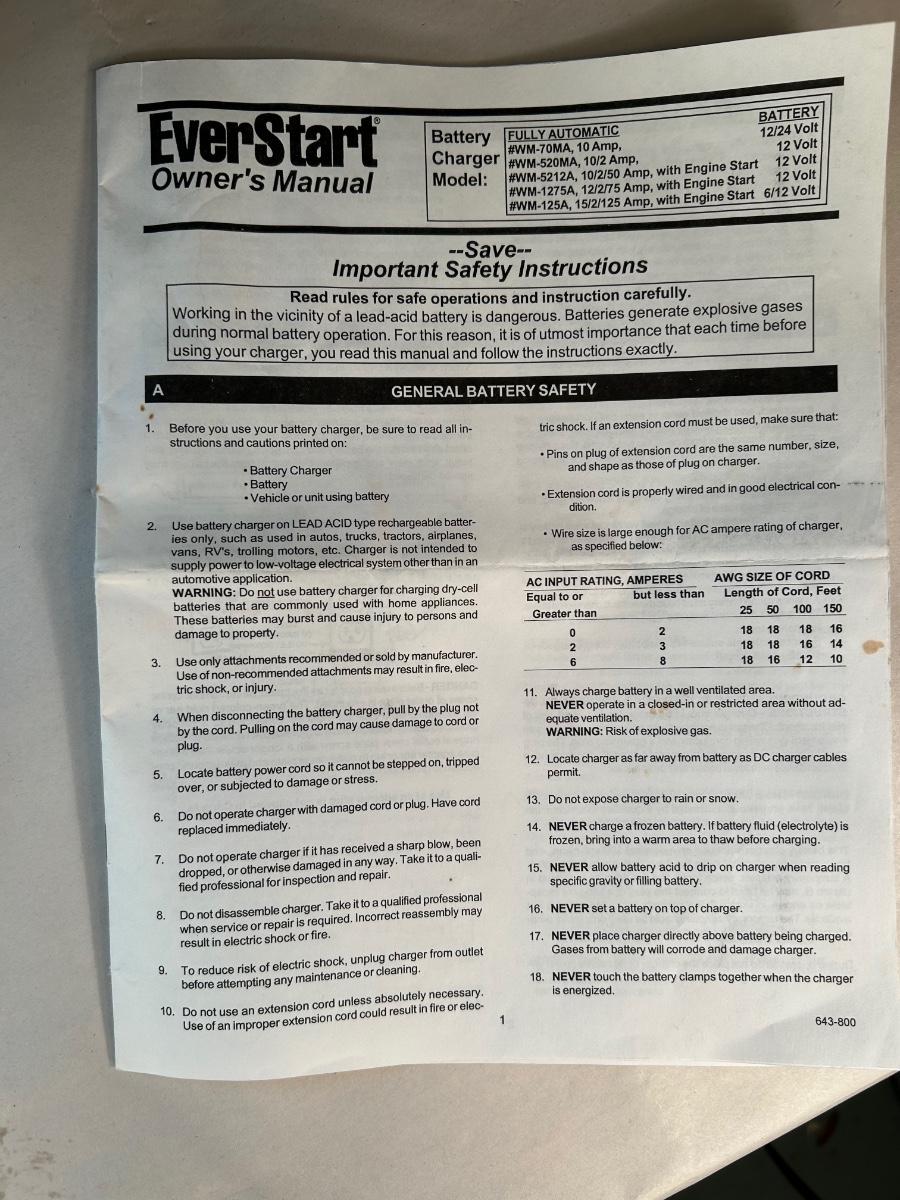 EverStart®
Owner's Manual
Battery
Charger
Model:
FULLY AUTOMATIC BATTERY
#WM-70MA, 10 Amp, 12/24 Volt
#WM-520MA, 10/2 Amp, 12 Volt
#WM-5212A, 10/2/50 Amp, with Engine Start 12 Volt
#WM-1275A, 12/2/75 Amp, with Engine Start 12 Volt
#WM-125A, 15/2/125 Amp, with Engine Start 6/12 Volt
--Save--
Important Safety Instructions
Read rules for safe operations and instruction carefully.
Working in the vicinity of a lead-acid battery is dangerous. Batteries generate explosive gases
during normal battery operation. For this reason, it is of utmost importance that each time before
using your charger, you read this manual and follow the instructions exactly.
A GENERAL BATTERY SAFETY
1. Before you use your battery charger, be sure to read all in-
structions and cautions printed on:
• Battery Charger
• Battery
• Vehicle or unit using battery
2. Use battery charger on LEAD ACID type rechargeable batter-
ies only, such as used in autos, trucks, tractors, airplanes,
vans, RV's, trolling motors, etc. Charger is not intended to
supply power to low-voltage electrical system other than in an
automotive application.
WARNING: Do not use battery charger for charging dry-cell
batteries that are commonly used with home appliances.
These batteries may burst and cause injury to persons and
damage to property.
3. Use only attachments recommended or sold by manufacturer.
Use of non-recommended attachments may result in fire, elec-
tric shock, or injury.
4. When disconnecting the battery charger, pull by the plug not
by the cord. Pulling on the cord may cause damage to cord or
plug.
5. Locate battery power cord so it cannot be stepped on, tripped
over, or subjected to damage or stress.
6. Do not operate charger with damaged cord or plug. Have cord
replaced immediately.
7. Do not operate charger if it has received a sharp blow, been
dropped, or otherwise damaged in any way. Take it to a quali-
fied professional for inspection and repair.
8. Do not disassemble charger. Take it to a qualified professional
when service or repair is required. Incorrect reassembly may
result in electric shock or fire.
9. To reduce risk of electric shock, unplug charger from outlet
before attempting any maintenance or cleaning.
10. Do not use an extension cord unless absolutely necessary.
Use of an improper extension cord could result in fire or elec-
tric shock. If an extension cord must be used, make sure that:
• Pins on plug of extension cord are the same number, size,
and shape as those of plug on charger.
• Extension cord is properly wired and in good electrical con-
dition.
• Wire size is large enough for AC ampere rating of charger,
as specified below:
AC INPUT RATING, AMPERES AWG SIZE OF CORD
Equal to or but less than Length of Cord, Feet
Greater than 25 50 100 150
0 2 18 18 18 16
2 3 18 18 16 14
6 8 18 16 12 10
11. Always charge battery in a well ventilated area.
NEVER operate in a closed-in or restricted area without ad-
equate ventilation.
WARNING: Risk of explosive gas.
12. Locate charger as far away from battery as DC charger cables
permit.
13. Do not expose charger to rain or snow.
14. NEVER charge a frozen battery. If battery fluid (electrolyte) is
frozen, bring into a warm area to thaw before charging.
15. NEVER allow battery acid to drip on charger when reading
specific gravity or filling battery.
16. NEVER set a battery on top of charger.
17. NEVER place charger directly above battery being charged.
Gases from battery will corrode and damage charger.
18. NEVER touch the battery clamps together when the charger
is energized.
1
643-800